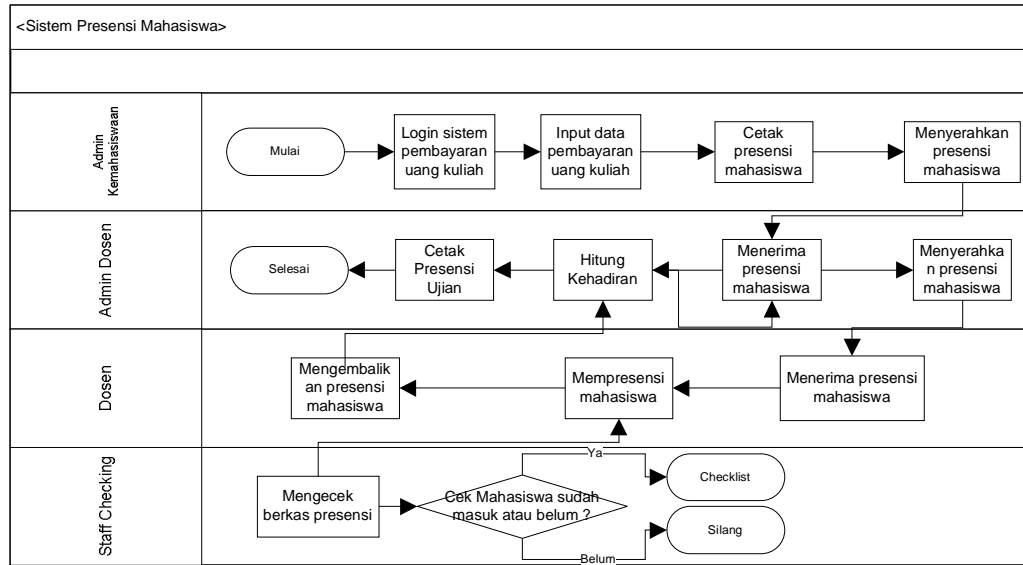 <Sistem Presensi Mahasiswa>
Admin
Kemahasiswaan
Mulai
Login sistem
pembayaran
uang kuliah
Input data
pembayaran
uang kuliah
Cetak
presensi
mahasiswa
Menyerahkan
presensi
mahasiswa
Admin Dosen
Selesai
Cetak
Presensi
Ujian
Hitung
Kehadiran
Menerima
presensi
mahasiswa
Menyerahka
n presensi
mahasiswa
Dosen
Mengembalik
an presensi
mahasiswa
Mempresensi
mahasiswa
Menerima presensi
mahasiswa
Staff Checking
Mengecek
berkas presensi
Cek Mahasiswa sudah
masuk atau belum ?
Ya
Checklist
Silang
Belum